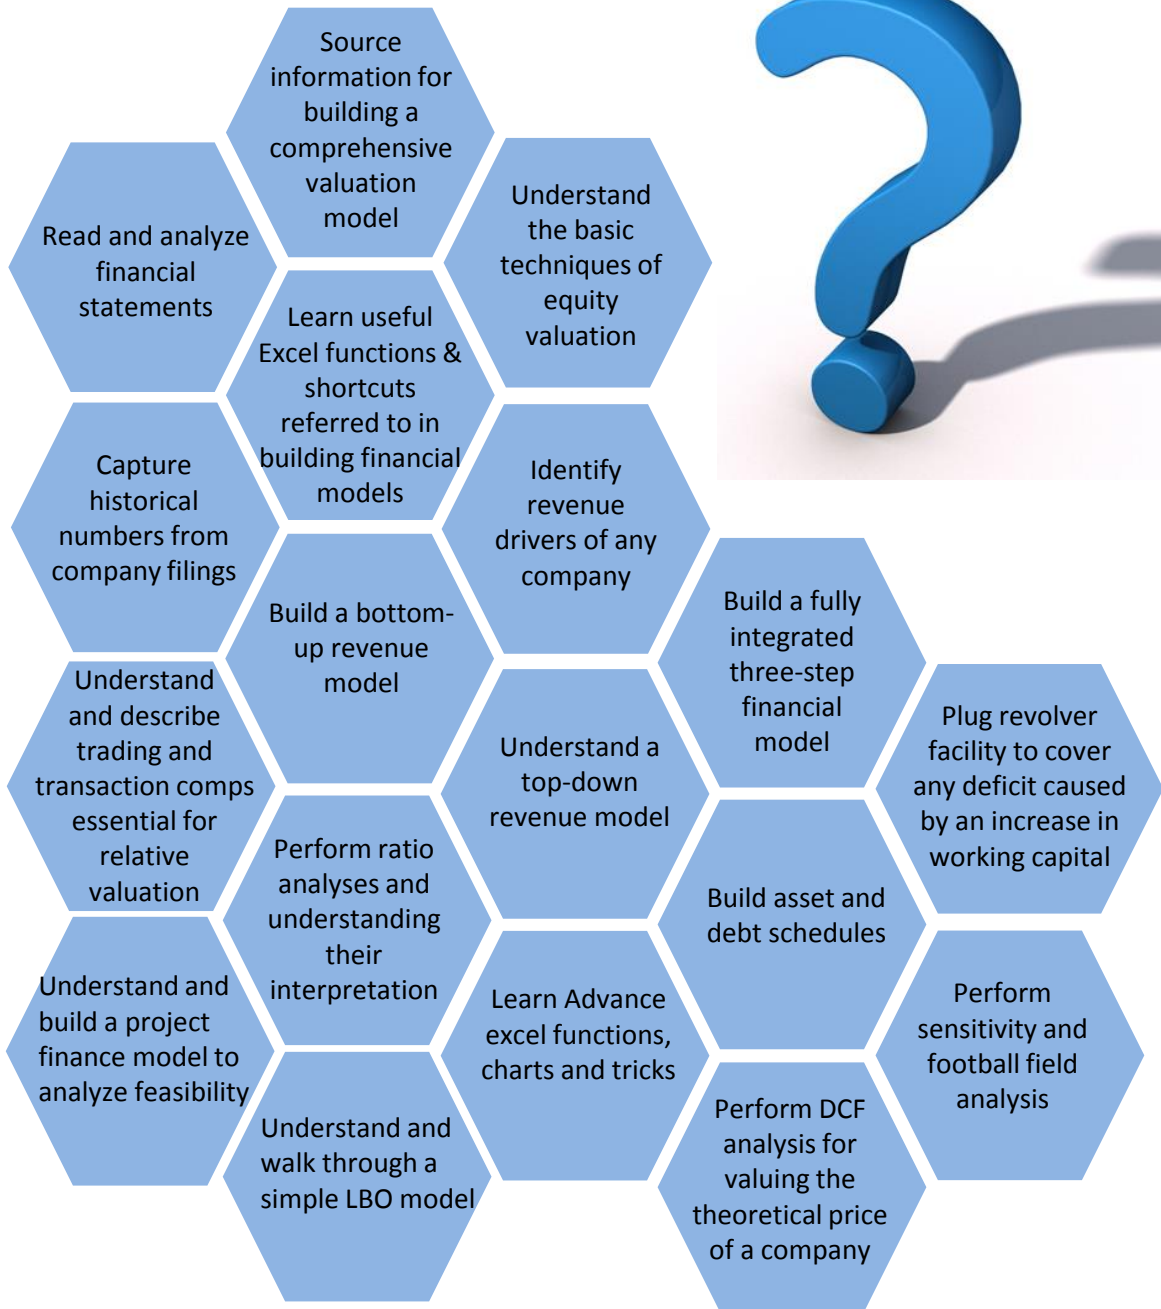 Source
information for
building a
comprehensive
valuation
model
Read and analyze
financial
statements
Understand
the basic
techniques of
equity
valuation
Learn useful
Excel functions &
shortcuts
referred to in
building financial
models
Capture
historical
numbers from
company filings
Identify
revenue
drivers of any
company
Build a bottom-
up revenue
model
Build a fully
integrated
three-step
financial
model
Understand
and describe
trading and
transaction comps
essential for
relative
valuation
Understand a
top-down
revenue model
Plug revolver
facility to cover
any deficit caused
by an increase in
working capital
Perform ratio
analyses and
understanding
their
interpretation
Build asset and
debt schedules
Understand and
build a project
finance model to
analyze feasibility
Learn Advance
excel functions,
charts and tricks
Perform
sensitivity and
football field
analysis
Understand and
walk through a
simple LBO model
Perform DCF
analysis for
valuing the
theoretical price
of a company